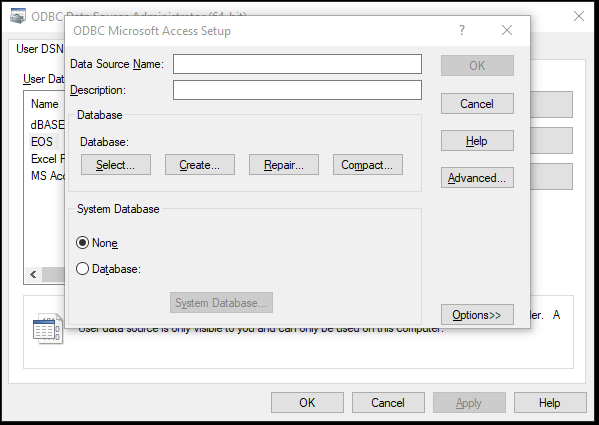 ODBC Data Source Administrator (64-bit)
ODBC Microsoft Access Setup
?
User DSN
Data Source Name:
OK
Description:
Cancel
User Dat
Name
Database
Help
dBASE
Database:
EOS
Select...
Create...
Repair...
Compact...
Advanced...
Excel F
MS Acc
System Database
None
Database:
System Database...
Options>>
der. A
User data source is only visible to you and can only be used on this computer.
OK
Cancel
Apply
Help